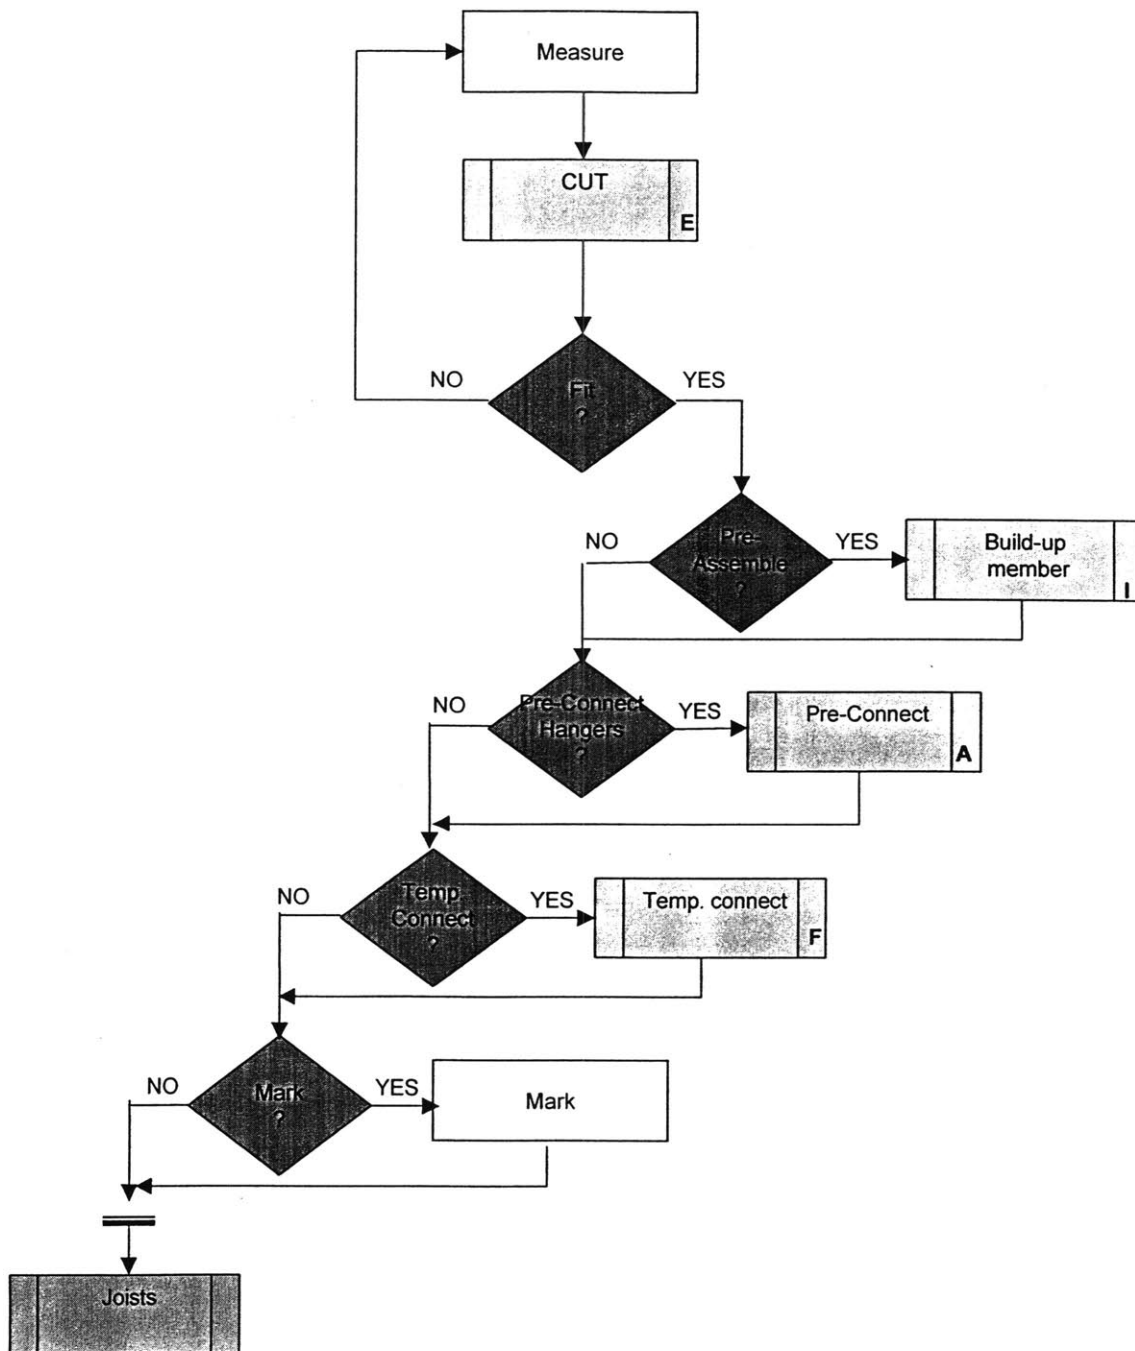 Measure
CUT
E
NO
YES
Fit
?
NO
YES
Pre-
Assemble
?
Build-up
member
I
NO
YES
Pre-Connect
Hangers
?
Pre-Connect
A
NO
YES
Temp.
Connect
?
Temp. connect
F
NO
YES
Mark
?
Mark
Joists